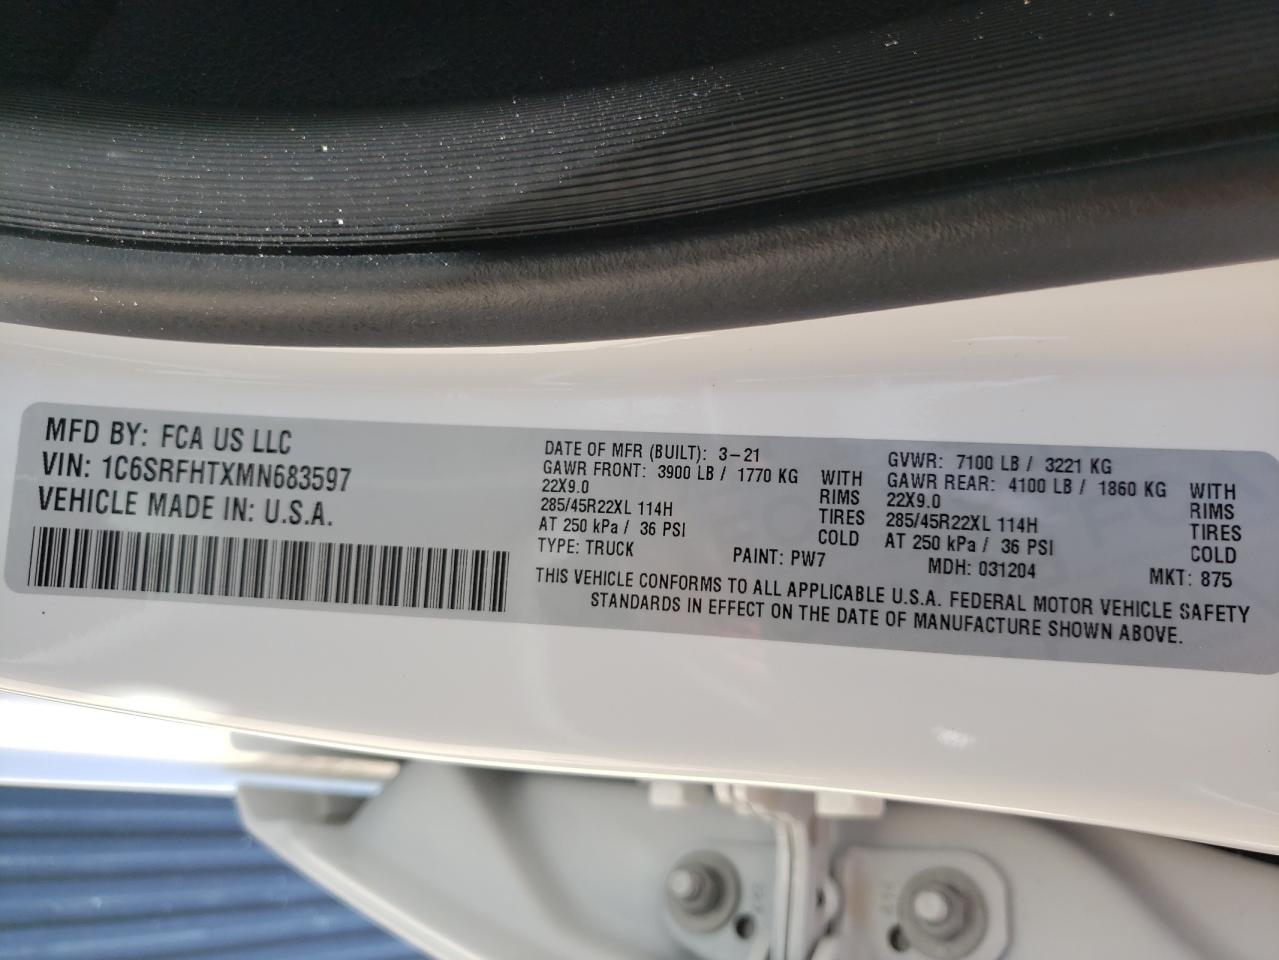 MFD BY: FCA US LLC
VIN: 1C6SRFHTXMN683597
VEHICLE MADE IN: U.S.A.
DATE OF MFR (BUILT): 3-21
GAWR FRONT: 3900 LB / 1770 KG WITH
22X9.0 RIMS
285/45R22XL 114H TIRES
AT 250 kPa / 36 PSI COLD
TYPE: TRUCK PAINT: PW7
GVWR: 7100 LB / 3221 KG
GAWR REAR: 4100 LB / 1860 KG WITH
22X9.0 RIMS
285/45R22XL 114H TIRES
AT 250 kPa / 36 PSI COLD
MDH: 031204 MKT: 875
THIS VEHICLE CONFORMS TO ALL APPLICABLE U.S.A. FEDERAL MOTOR VEHICLE SAFETY
STANDARDS IN EFFECT ON THE DATE OF MANUFACTURE SHOWN ABOVE.